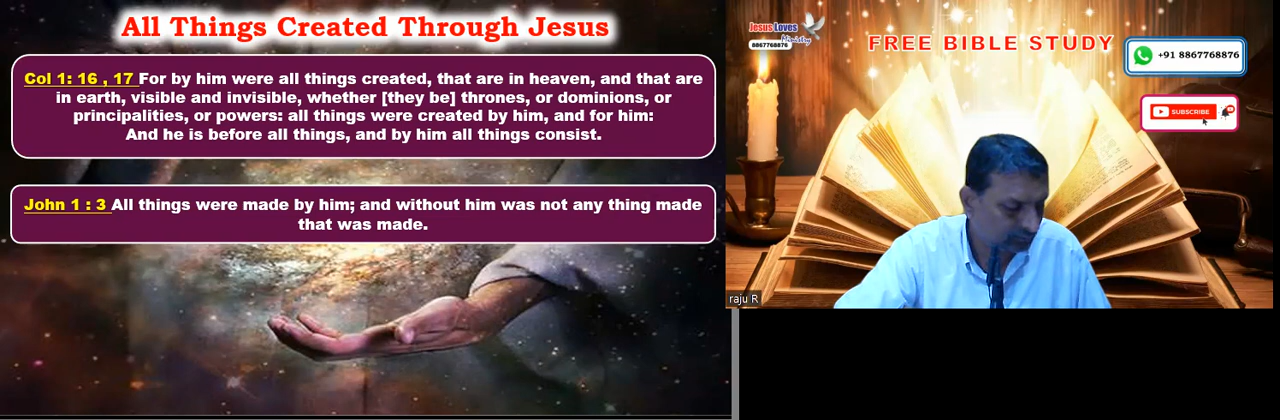 All Things Created Through Jesus
Col 1: 16 , 17 For by him were all things created, that are in heaven, and that are
in earth, visible and invisible, whether [they be] thrones, or dominions, or
principalities, or powers: all things were created by him, and for him:
And he is before all things, and by him all things consist.
John 1 : 3 All things were made by him; and without him was not any thing made
that was made.
Jesus Loves
Ministry
8867768876
FREE BIBLE STUDY
+91 8867768876
SUBSCRIBE
raju R